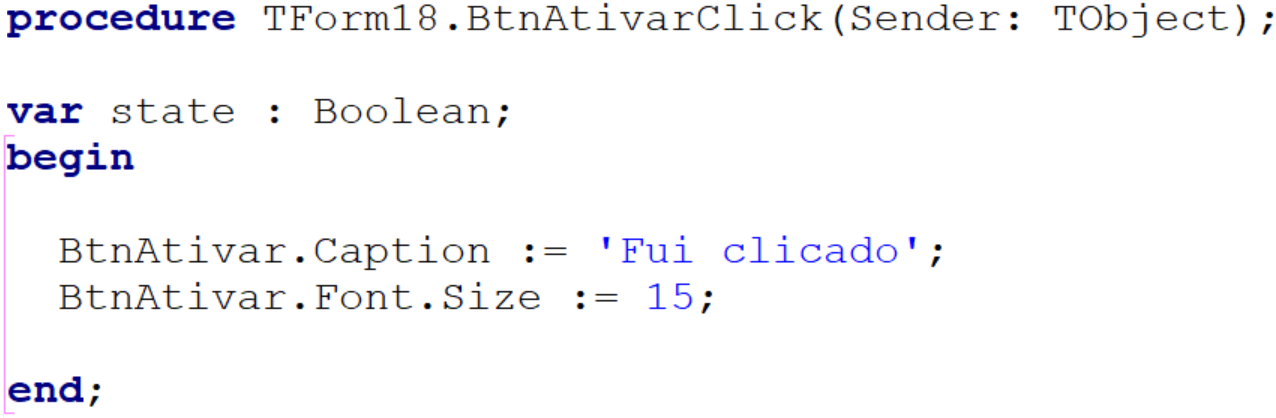 procedure TForm18.BtnAtivarClick(Sender: TObject);
var state : Boolean;
begin
BtnAtivar.Caption := 'Fui clicado';
BtnAtivar.Font.Size := 15;
end;